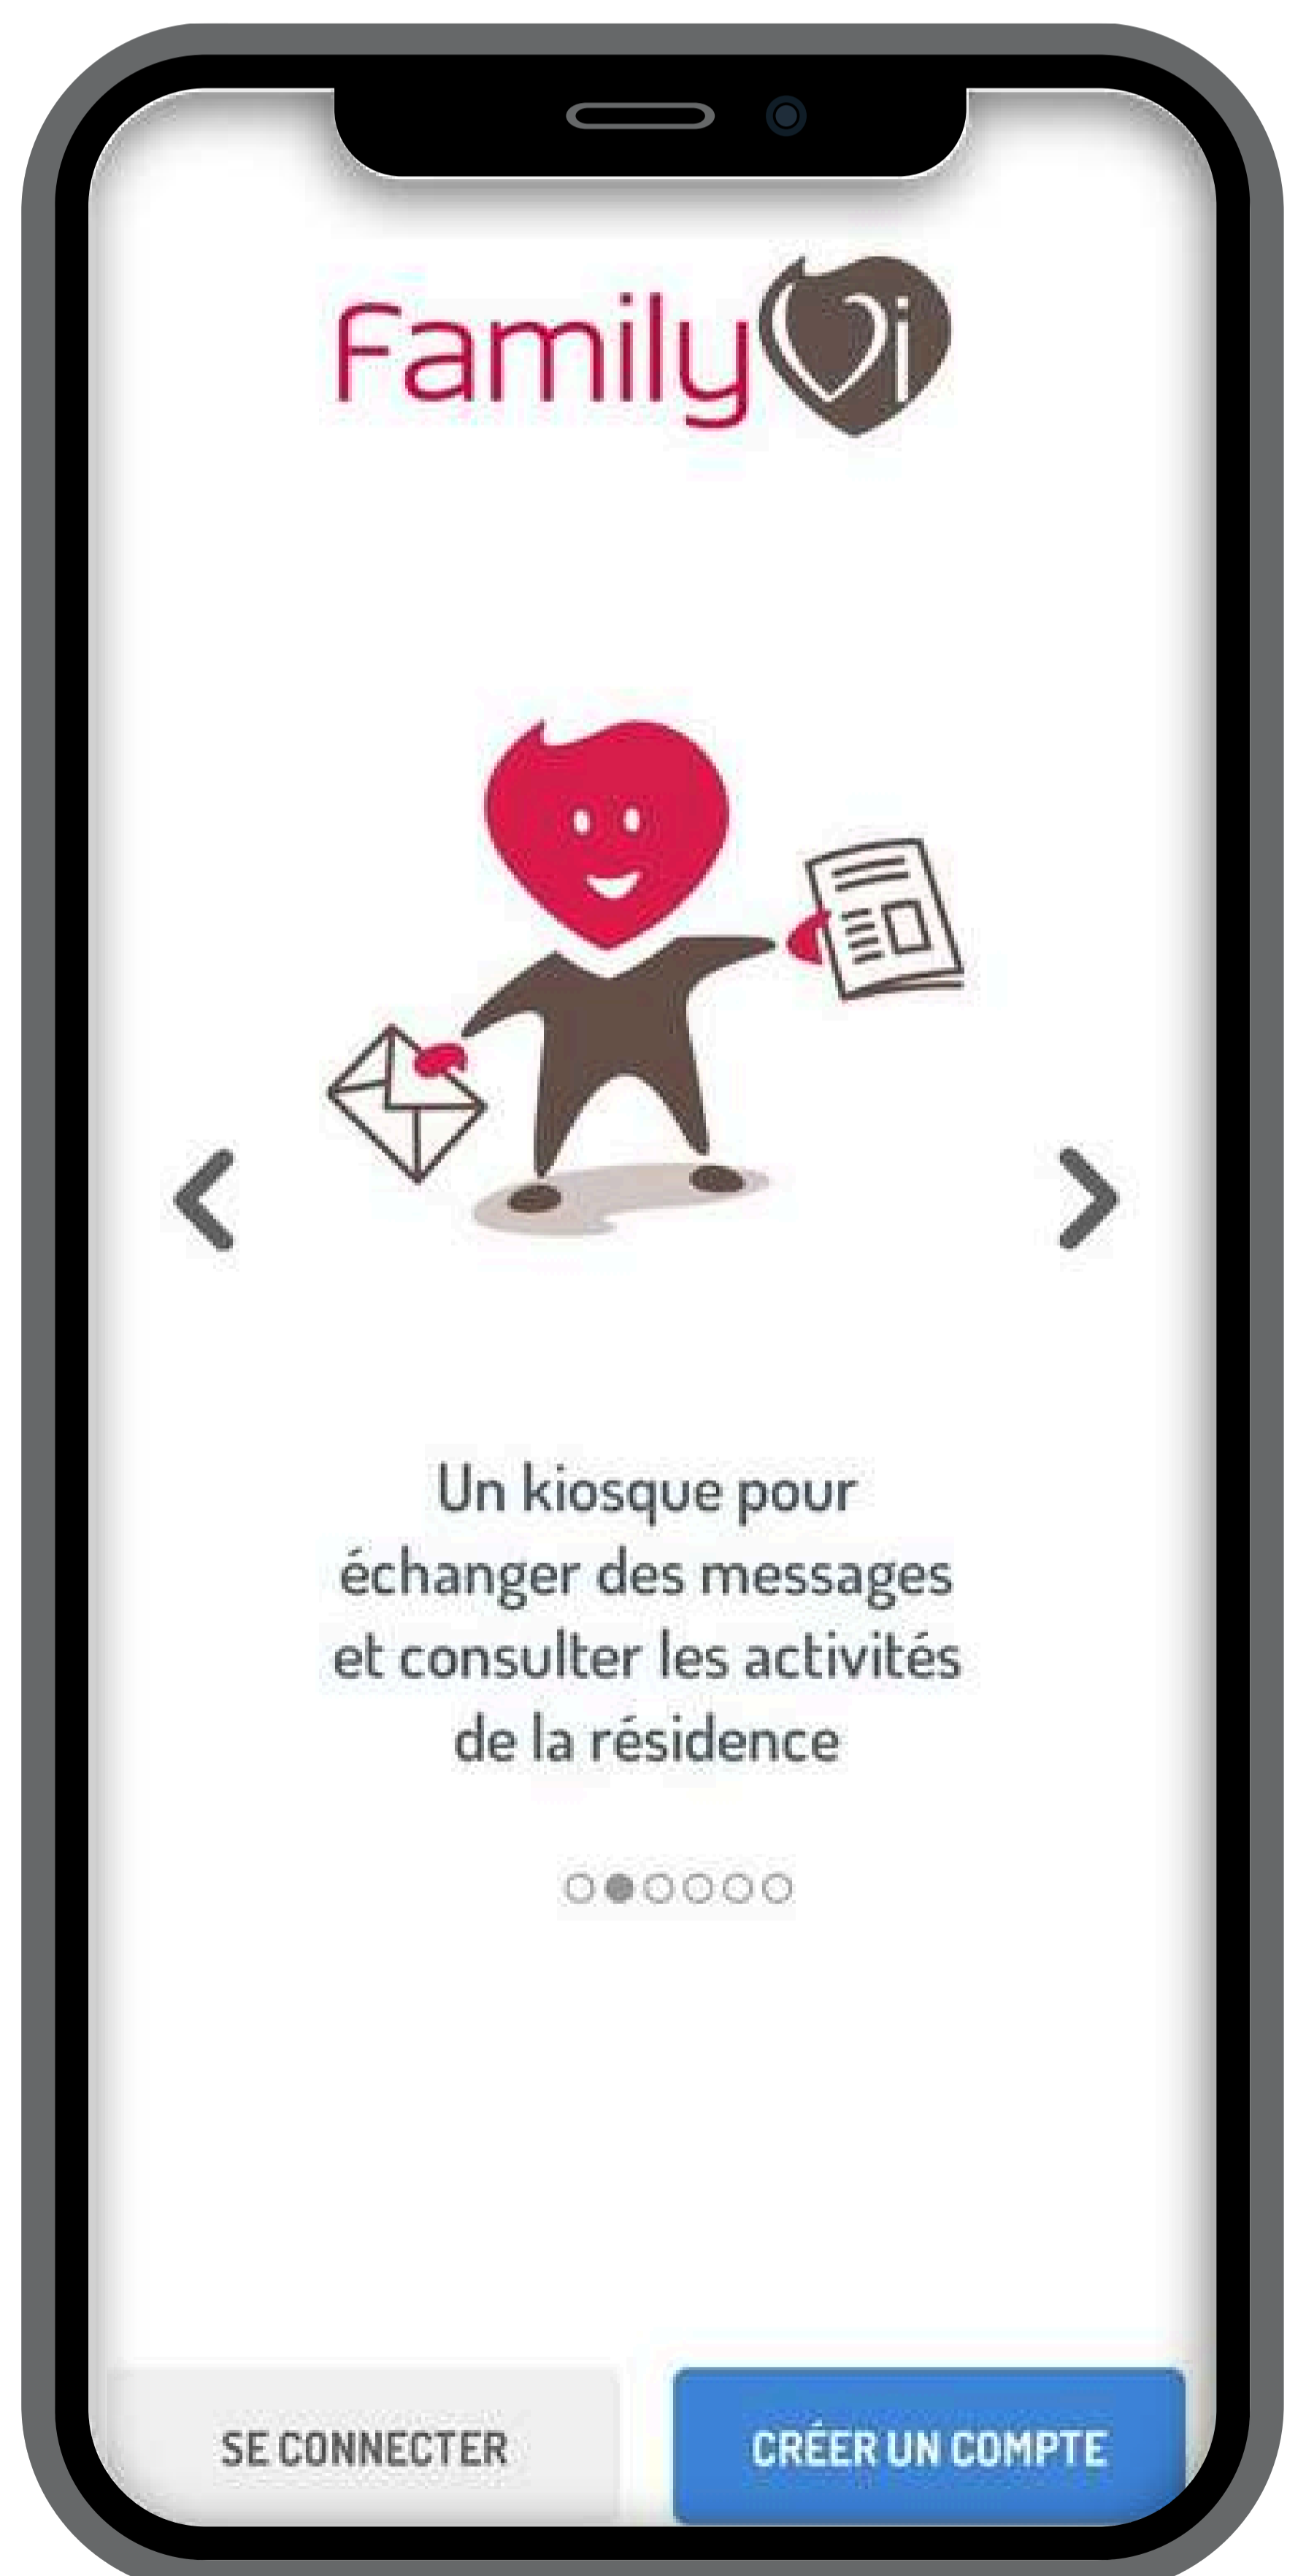 FamilyVi
Un kiosque pour
échanger des messages
et consulter les activités
de la résidence
SE CONNECTER
CRÉER UN COMPTE